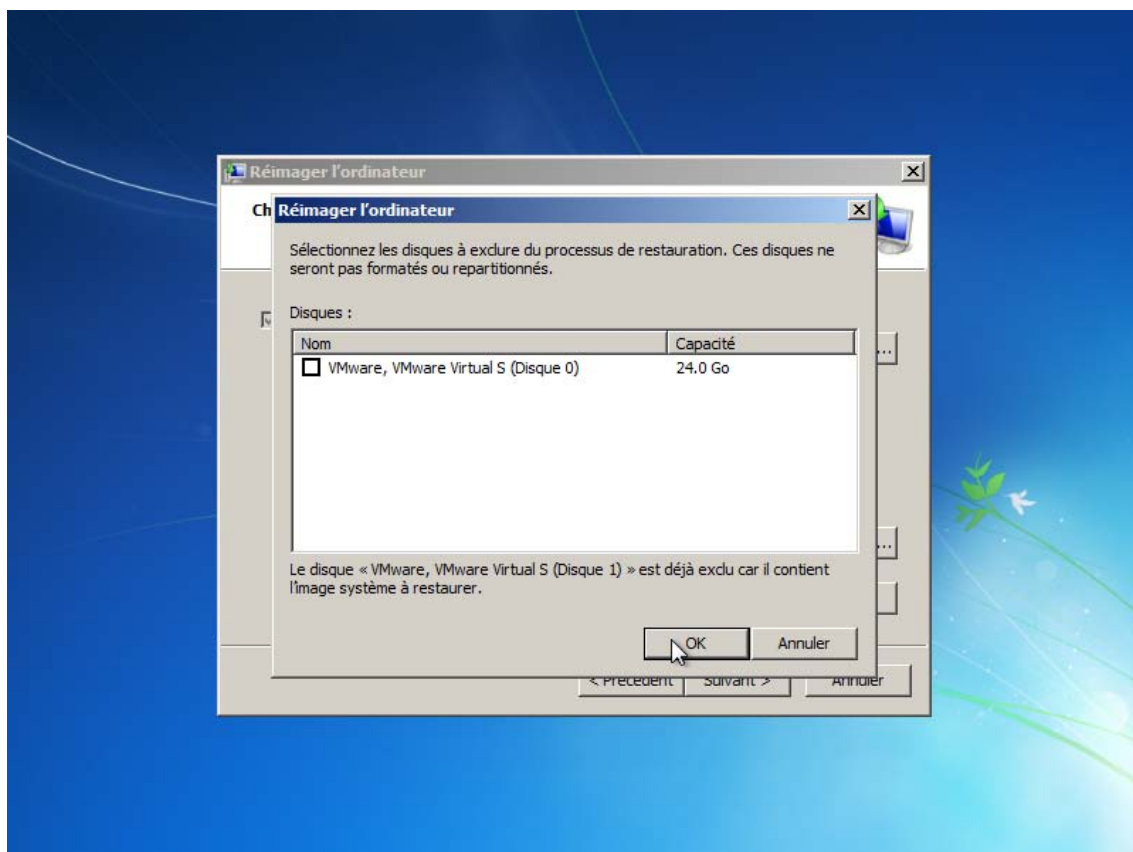 Réimager l'ordinateur
Ch
Réimager l'ordinateur
Sélectionnez les disques à exclure du processus de restauration. Ces disques ne
seront pas formatés ou repartitionnés.
Disques :
Nom Capacité
VMware, VMware Virtual S (Disque 0) 24.0 Go
...
...
Le disque « VMware, VMware Virtual S (Disque 1) » est déjà exclu car il contient
l'image système à restaurer.
OK Annuler
< Précédent Suivant > Annuler